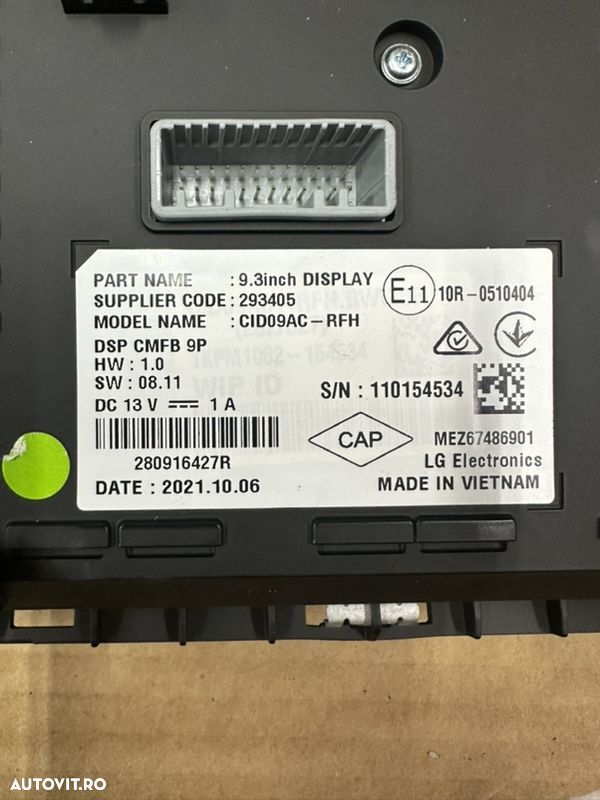 PART NAME : 9.3inch DISPLAY
SUPPLIER CODE : 293405
MODEL NAME : CID09AC-RFH
E11 10R-0510404
DSP CMFB 9P
HW : 1.0
SW : 08.11
S/N : 110154534
DC 13 V 1 A
WIP ID
CAP
MEZ67486901
280916427R
LG Electronics
DATE : 2021.10.06
MADE IN VIETNAM
AUTOVIT.RO